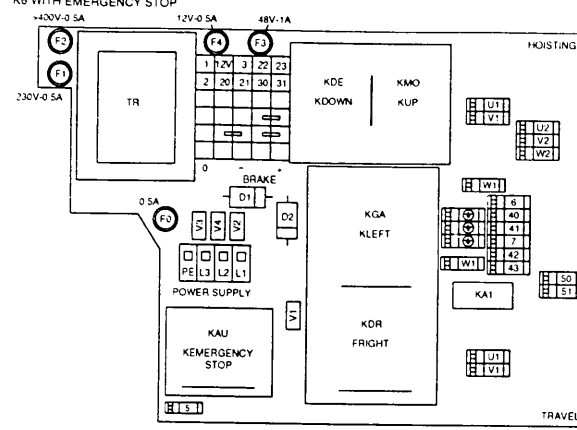 K6 WITH EMERGENCY STOP
>400V-0 5A
12V-0 5A
48V-1A
F2
F4
F3
HOISTING
F1
1 12V 3 22 23
2 20 21 30 31
230V-0 5A
TR
KDE
KDOWN
KMO
KUP
U1
V1
U2
V2
W2
0 - +
BRAKE
D1
D2
0 5A
F0
V3
V4
V2
W1
6
40
41
7
42
43
W1
KGA
KLEFT
PE L3 L2 L1
POWER SUPPLY
50
51
KA1
V1
KAU
KEMERGENCY
STOP
KDR
FRIGHT
U1
V1
5
TRAVEL